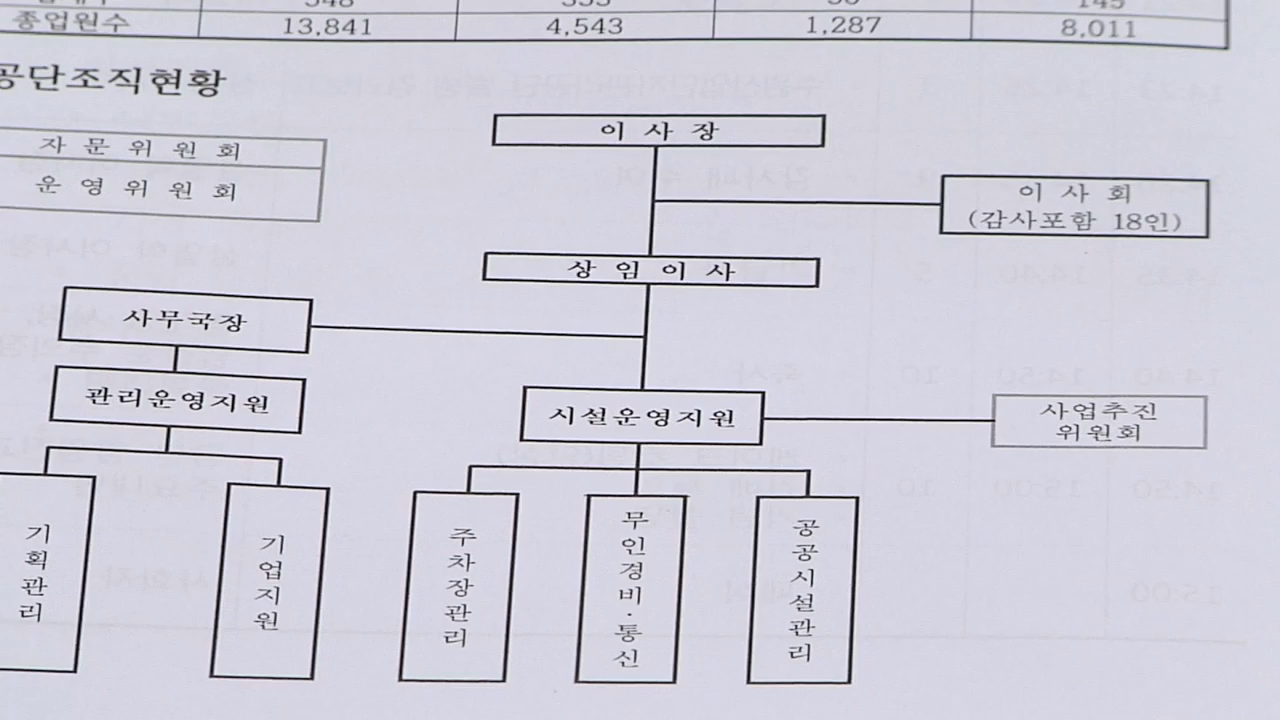 종업원수 13,841 4,543 1,287 8,011
공단조직현황
이 사 장
자 문 위 원 회
운 영 위 원 회
이 사 회
(감사포함 18인)
상 임 이 사
사무국장
관리운영지원
시설운영지원
사업추진
위원회
기획관리
기업지원
주차장관리
무인경비·통신
공공시설관리